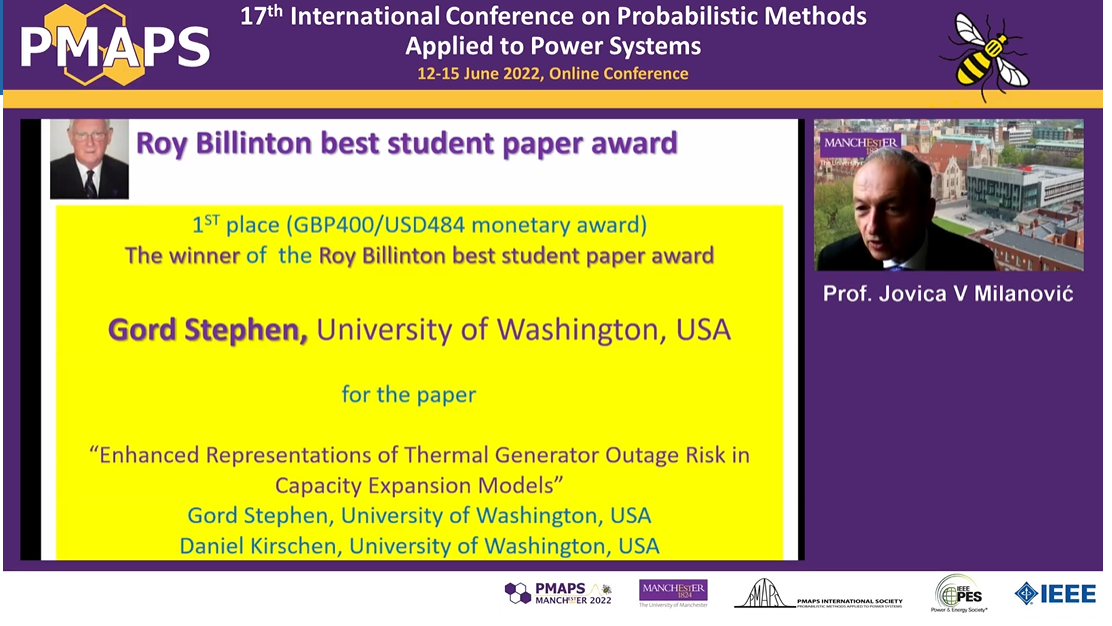 PMAPS
17th International Conference on Probabilistic Methods
Applied to Power Systems
12-15 June 2022, Online Conference
Roy Billinton best student paper award
1ST place (GBP400/USD484 monetary award)
The winner of the Roy Billinton best student paper award
Gord Stephen, University of Washington, USA
for the paper
“Enhanced Representations of Thermal Generator Outage Risk in
Capacity Expansion Models”
Gord Stephen, University of Washington, USA
Daniel Kirschen, University of Washington, USA
MANCHESTER
Prof. Jovica V Milanović
PMAPS
MANCHESTER 2022
MANCHESTER
1824
The University of Manchester
PMAPS
PMAPS INTERNATIONAL SOCIETY
PROBABILISTIC METHODS APPLIED TO POWER SYSTEMS
IEEE
PES
Power & Energy Society®
IEEE